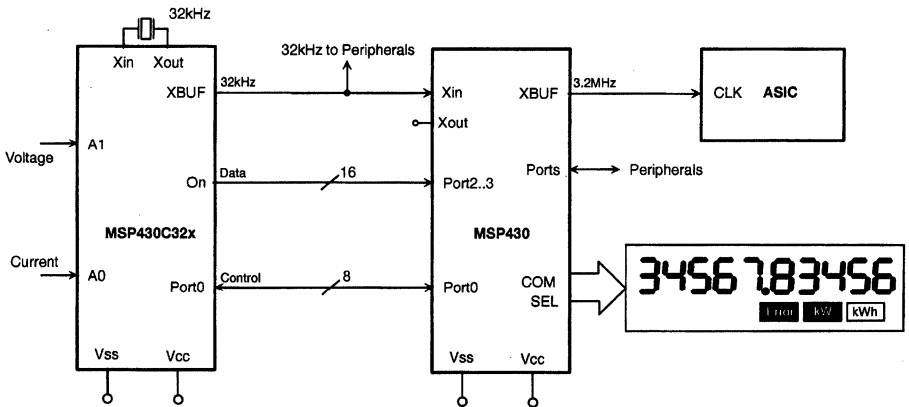 32kHz
Xin Xout
32kHz to Peripherals
XBUF
32kHz
Xin
XBUF
3.2MHz
CLK ASIC
Xout
A1
Voltage
On
Data
16
Port2..3
Ports
Peripherals
MSP430C32x
MSP430
Current
A0
Port0
Control
8
Port0
COM
SEL
34567.83456
Error kW kWh
Vss Vcc
Vss Vcc